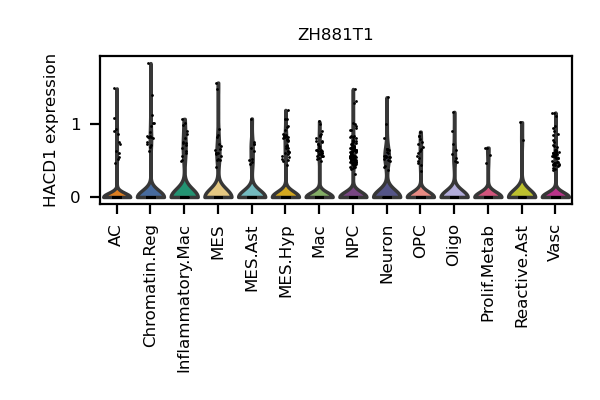 ZH881T1
HACD1 expression
1
0
AC
Chromatin.Reg
Inflammatory.Mac
MES
MES.Ast
MES.Hyp
Mac
NPC
Neuron
OPC
Oligo
Prolif.Metab
Reactive.Ast
Vasc